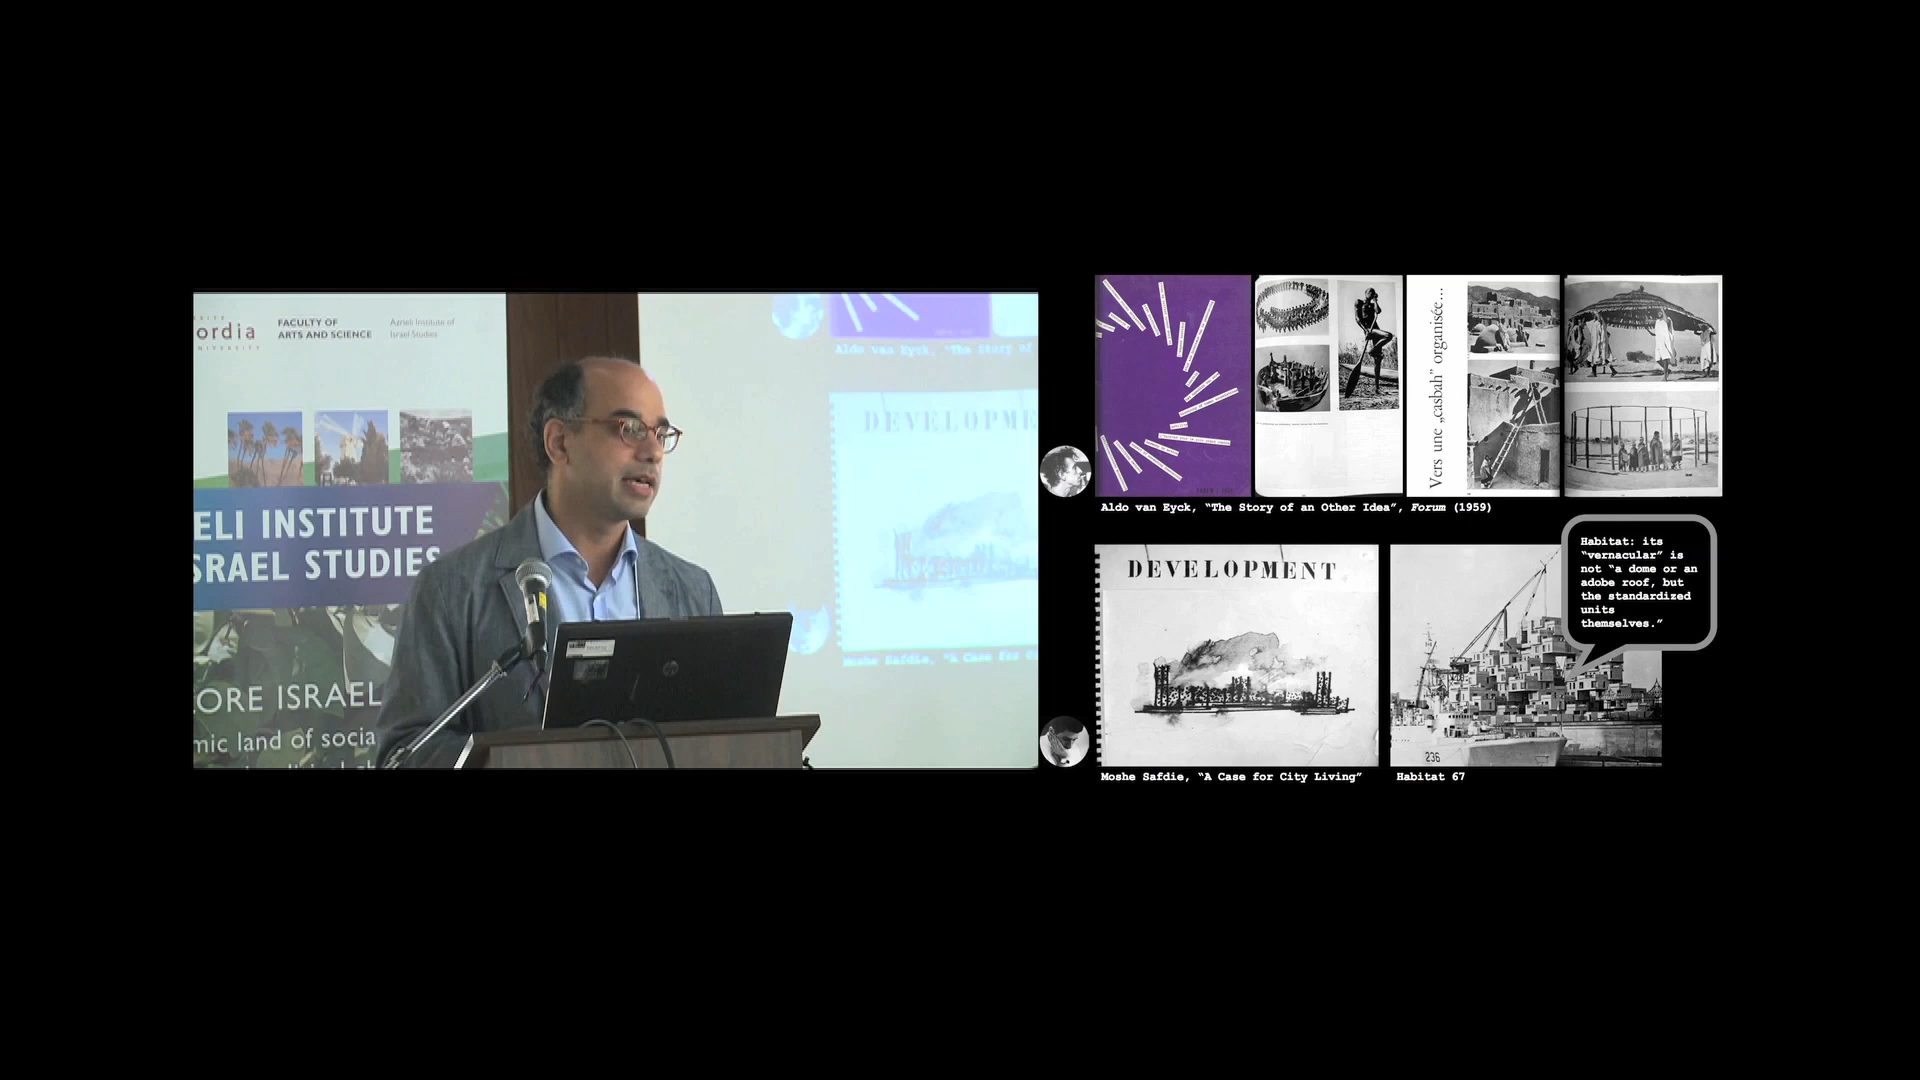 ordia
FACULTY OF
ARTS AND SCIENCE
Azrieli Institute of
Israel Studies
ELI INSTITUTE
SRAEL STUDIES
ORE ISRAEL
mic land of socia
Aldo van Eyck, "The Story of
DEVELOPME
Moshe Safdie, "A Case for C
Vers une „casbah” organisée...
Aldo van Eyck, “The Story of an Other Idea”, Forum (1959)
DEVELOPMENT
236
Habitat: its
“vernacular” is
not “a dome or an
adobe roof, but
the standardized
units
themselves.”
Moshe Safdie, “A Case for City Living”
Habitat 67